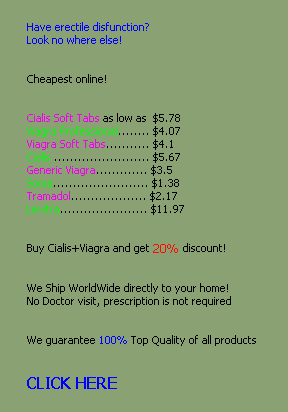 Have erectile disfunction?
Look no where else!
Cheapest online!
Cialis Soft Tabs as low as $5.78
Viagra Professional........ $4.07
Viagra Soft Tabs........... $4.1
Cialis........................ $5.67
Generic Viagra............. $3.5
........................ $1.38
Tramadol................... $2.17
Levitra...................... $11.97
Buy Cialis+Viagra and get 20% discount!
We Ship WorldWide directly to your home!
No Doctor visit, prescription is not required
We guarantee 100% Top Quality of all products
CLICK HERE